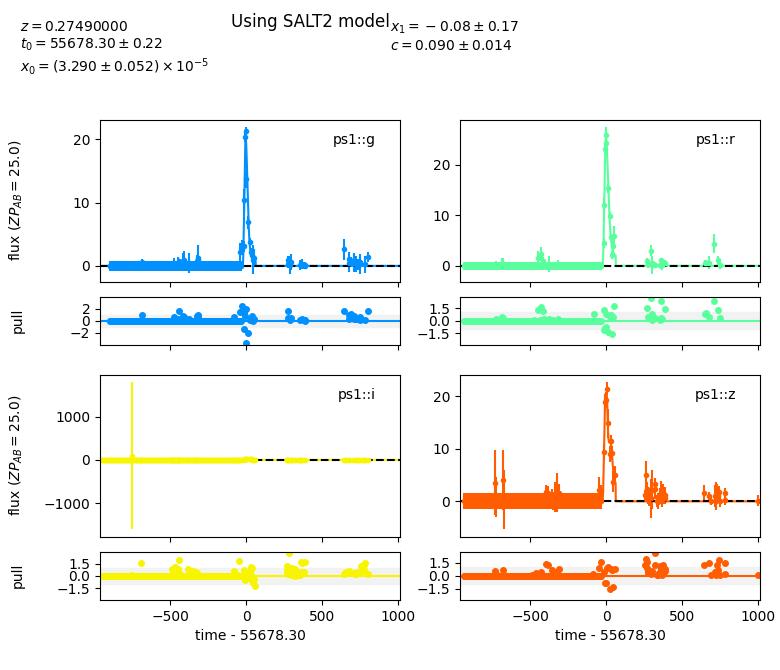 Using SALT2 model
z = 0.27490000
t₀ = 55678.30 ± 0.22
x₀ = (3.290 ± 0.052) × 10⁻⁵
x₁ = −0.08 ± 0.17
c = 0.090 ± 0.014
flux (ZP_AB = 25.0)
20
10
0
ps1::g
20
10
0
ps1::r
pull
2
0
−2
1.5
0.0
−1.5
flux (ZP_AB = 25.0)
1000
0
−1000
ps1::i
20
10
0
ps1::z
pull
1.5
0.0
−1.5
−500 0 500 1000
time - 55678.30
1.5
0.0
−1.5
−500 0 500 1000
time - 55678.30